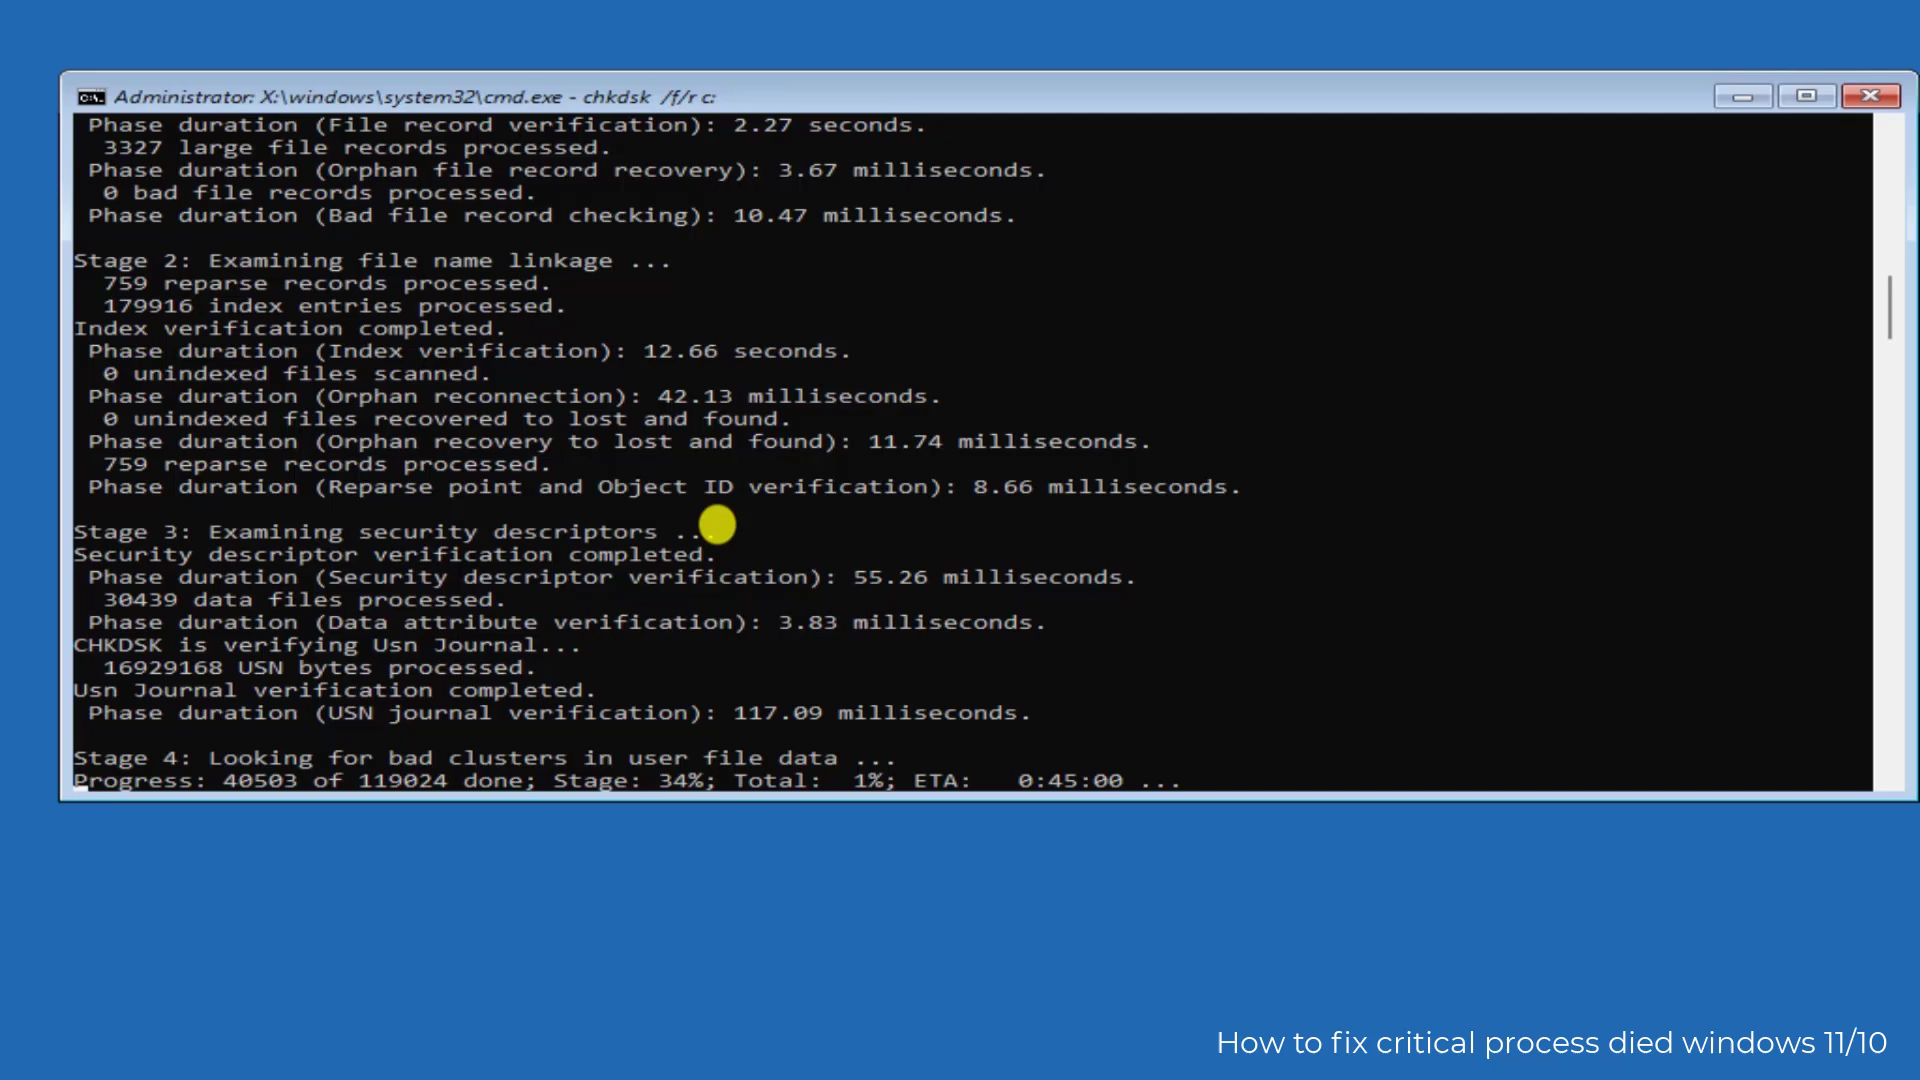 Administrator: X:\windows\system32\cmd.exe - chkdsk /f/r c:
Phase duration (File record verification): 2.27 seconds.
3327 large file records processed.
Phase duration (Orphan file record recovery): 3.67 milliseconds.
0 bad file records processed.
Phase duration (Bad file record checking): 10.47 milliseconds.
Stage 2: Examining file name linkage ...
759 reparse records processed.
179916 index entries processed.
Index verification completed.
Phase duration (Index verification): 12.66 seconds.
0 unindexed files scanned.
Phase duration (Orphan reconnection): 42.13 milliseconds.
0 unindexed files recovered to lost and found.
Phase duration (Orphan recovery to lost and found): 11.74 milliseconds.
759 reparse records processed.
Phase duration (Reparse point and Object ID verification): 8.66 milliseconds.
Stage 3: Examining security descriptors ...
Security descriptor verification completed.
Phase duration (Security descriptor verification): 55.26 milliseconds.
30439 data files processed.
Phase duration (Data attribute verification): 3.83 milliseconds.
CHKDSK is verifying Usn Journal...
16929168 USN bytes processed.
Usn Journal verification completed.
Phase duration (USN journal verification): 117.09 milliseconds.
Stage 4: Looking for bad clusters in user file data ...
Progress: 40503 of 119024 done; Stage: 34%; Total: 1%; ETA: 0:45:00 ...
How to fix critical process died windows 11/10